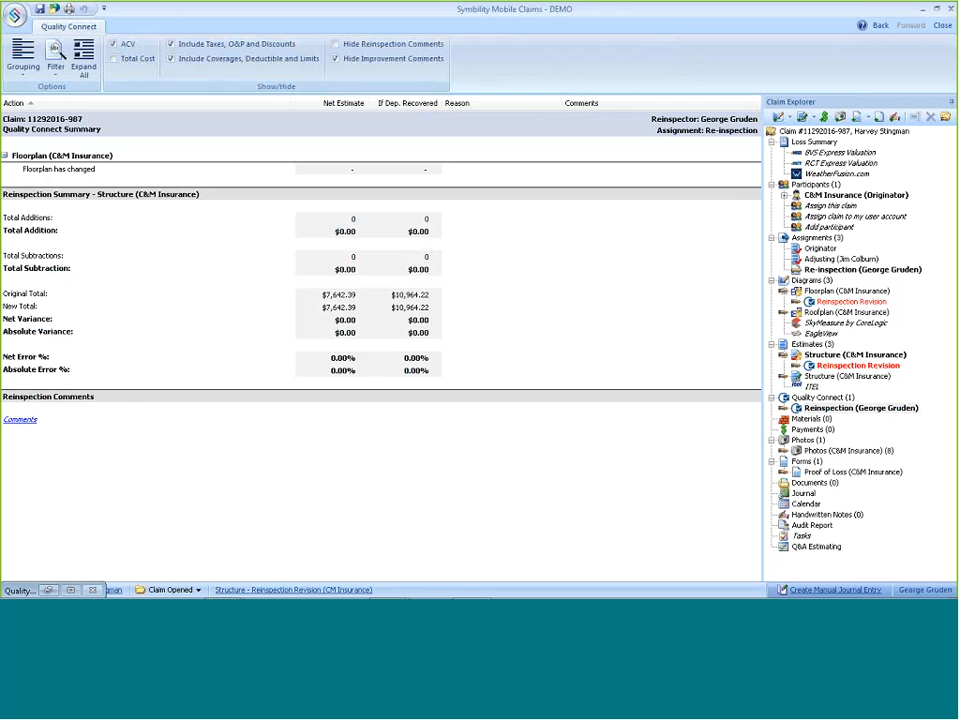 Symbility Mobile Claims - DEMO
Quality Connect
Back Forward Close
Grouping Filter Expand All
Options
ACV
Total Cost
Include Taxes, O&P and Discounts
Include Coverages, Deductible and Limits
Hide Reinspection Comments
Hide Improvement Comments
Show/Hide
Action Net Estimate If Dep. Recovered Reason Comments
Claim: 11292016-987 Reinspector: George Gruden
Quality Connect Summary Assignment: Re-inspection
Floorplan (C&M Insurance)
Floorplan has changed - -
Reinspection Summary - Structure (C&M Insurance)
Total Additions: 0 0
Total Addition: $0.00 $0.00
Total Subtractions: 0 0
Total Subtraction: $0.00 $0.00
Original Total: $7,642.39 $10,964.22
New Total: $7,642.39 $10,964.22
Net Variance: $0.00 $0.00
Absolute Variance: $0.00 $0.00
Net Error %: 0.00% 0.00%
Absolute Error %: 0.00% 0.00%
Reinspection Comments
Comments
Claim Explorer
Claim #11292016-987, Harvey Stingman
Loss Summary
BVS Express Valuation
RCT Express Valuation
WeatherFusion.com
Participants (1)
C&M Insurance (Originator)
Assign this claim
Assign claim to my user account
Add participant
Assignments (3)
Originator
Adjusting (Jim Colburn)
Re-inspection (George Gruden)
Diagrams (3)
Floorplan (C&M Insurance)
Reinspection Revision
Roofplan (C&M Insurance)
SkyMeasure by CoreLogic
EagleView
Estimates (3)
Structure (C&M Insurance)
Reinspection Revision
Structure (C&M Insurance)
ITEL
Quality Connect (1)
Reinspection (George Gruden)
Materials (0)
Payments (0)
Photos (1)
Photos (C&M Insurance) (8)
Forms (1)
Proof of Loss (C&M Insurance)
Documents (0)
Journal
Calendar
Handwritten Notes (0)
Audit Report
Tasks
Q&A Estimating
Quality... gman Claim Opened Structure - Reinspection Revision (CM Insurance) Create Manual Journal Entry George Gruden